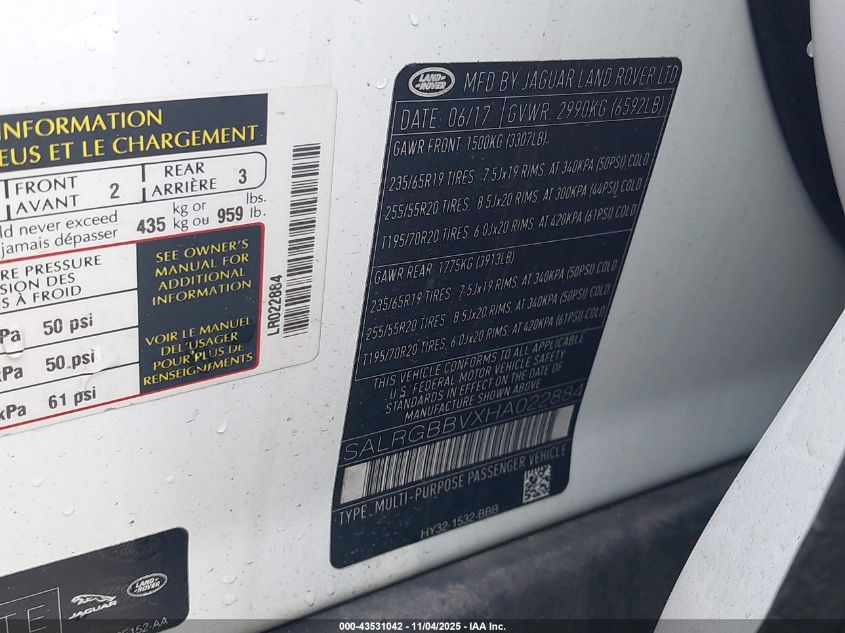 INFORMATION
EUS ET LE CHARGEMENT
FRONT
AVANT 2
REAR
ARRIÈRE 3
never exceed
jamais dépasser
435 kg or
kg ou 959 lbs.
lb.
PRESSURE
DES
À FROID
50 psi
kPa 50 psi
kPa 61 psi
SEE OWNER'S
MANUAL FOR
ADDITIONAL
INFORMATION
VOIR LE MANUEL
DEL'USAGER
POUR PLUS DE
RENSEIGNEMENTS
LR022884
LAND ROVER
MFD BY JAGUAR LAND ROVER LTD
DATE: 06/17 GVWR: 2990KG (6592LB)
GAWR FRONT 1500KG (3307LB)
235/65R19 TIRES, 7.5Jx19 RIMS, AT 340KPA (50PSI) COLD
255/55R20 TIRES, 8.5Jx20 RIMS, AT 300KPA (44PSI) COLD
T195/70R20 TIRES, 6.0Jx20 RIMS, AT 420KPA (61PSI) COLD
GAWR REAR 1775KG (3913LB)
235/65R19 TIRES, 7.5Jx19 RIMS, AT 340KPA (50PSI) COLD
255/55R20 TIRES, 8.5Jx20 RIMS, AT 340KPA (50PSI) COLD
T195/70R20 TIRES, 6.0Jx20 RIMS, AT 420KPA (61PSI) COLD
THIS VEHICLE CONFORMS TO ALL APPLICABLE
U.S. FEDERAL MOTOR VEHICLE SAFETY
STANDARDS IN EFFECT ON THE DATE OF
MANUFACTURE SHOWN ABOVE
SALRGBBVXHA022884
TYPE: MULTI-PURPOSE PASSENGER VEHICLE
HY32-1532-BBB
JAGUAR
LAND ROVER
000-43531042 - 11/04/2025 - IAA Inc.